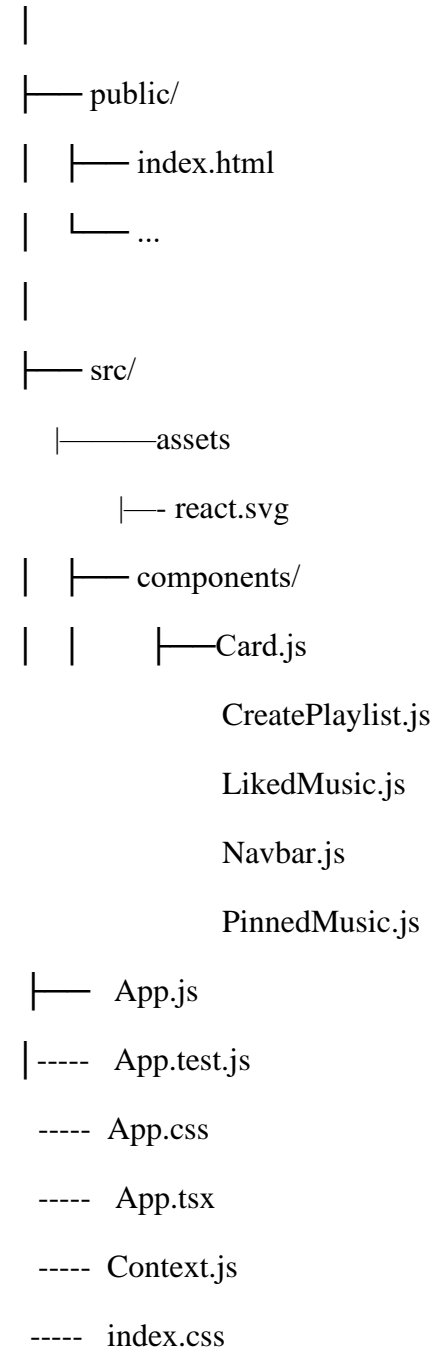 │
├── public/
│ ├── index.html
│ └── ...
│
├── src/
|———assets
|—- react.svg
│ ├── components/
│ │ ├──Card.js
CreatePlaylist.js
LikedMusic.js
Navbar.js
PinnedMusic.js
├── App.js
│----- App.test.js
----- App.css
----- App.tsx
----- Context.js
----- index.css